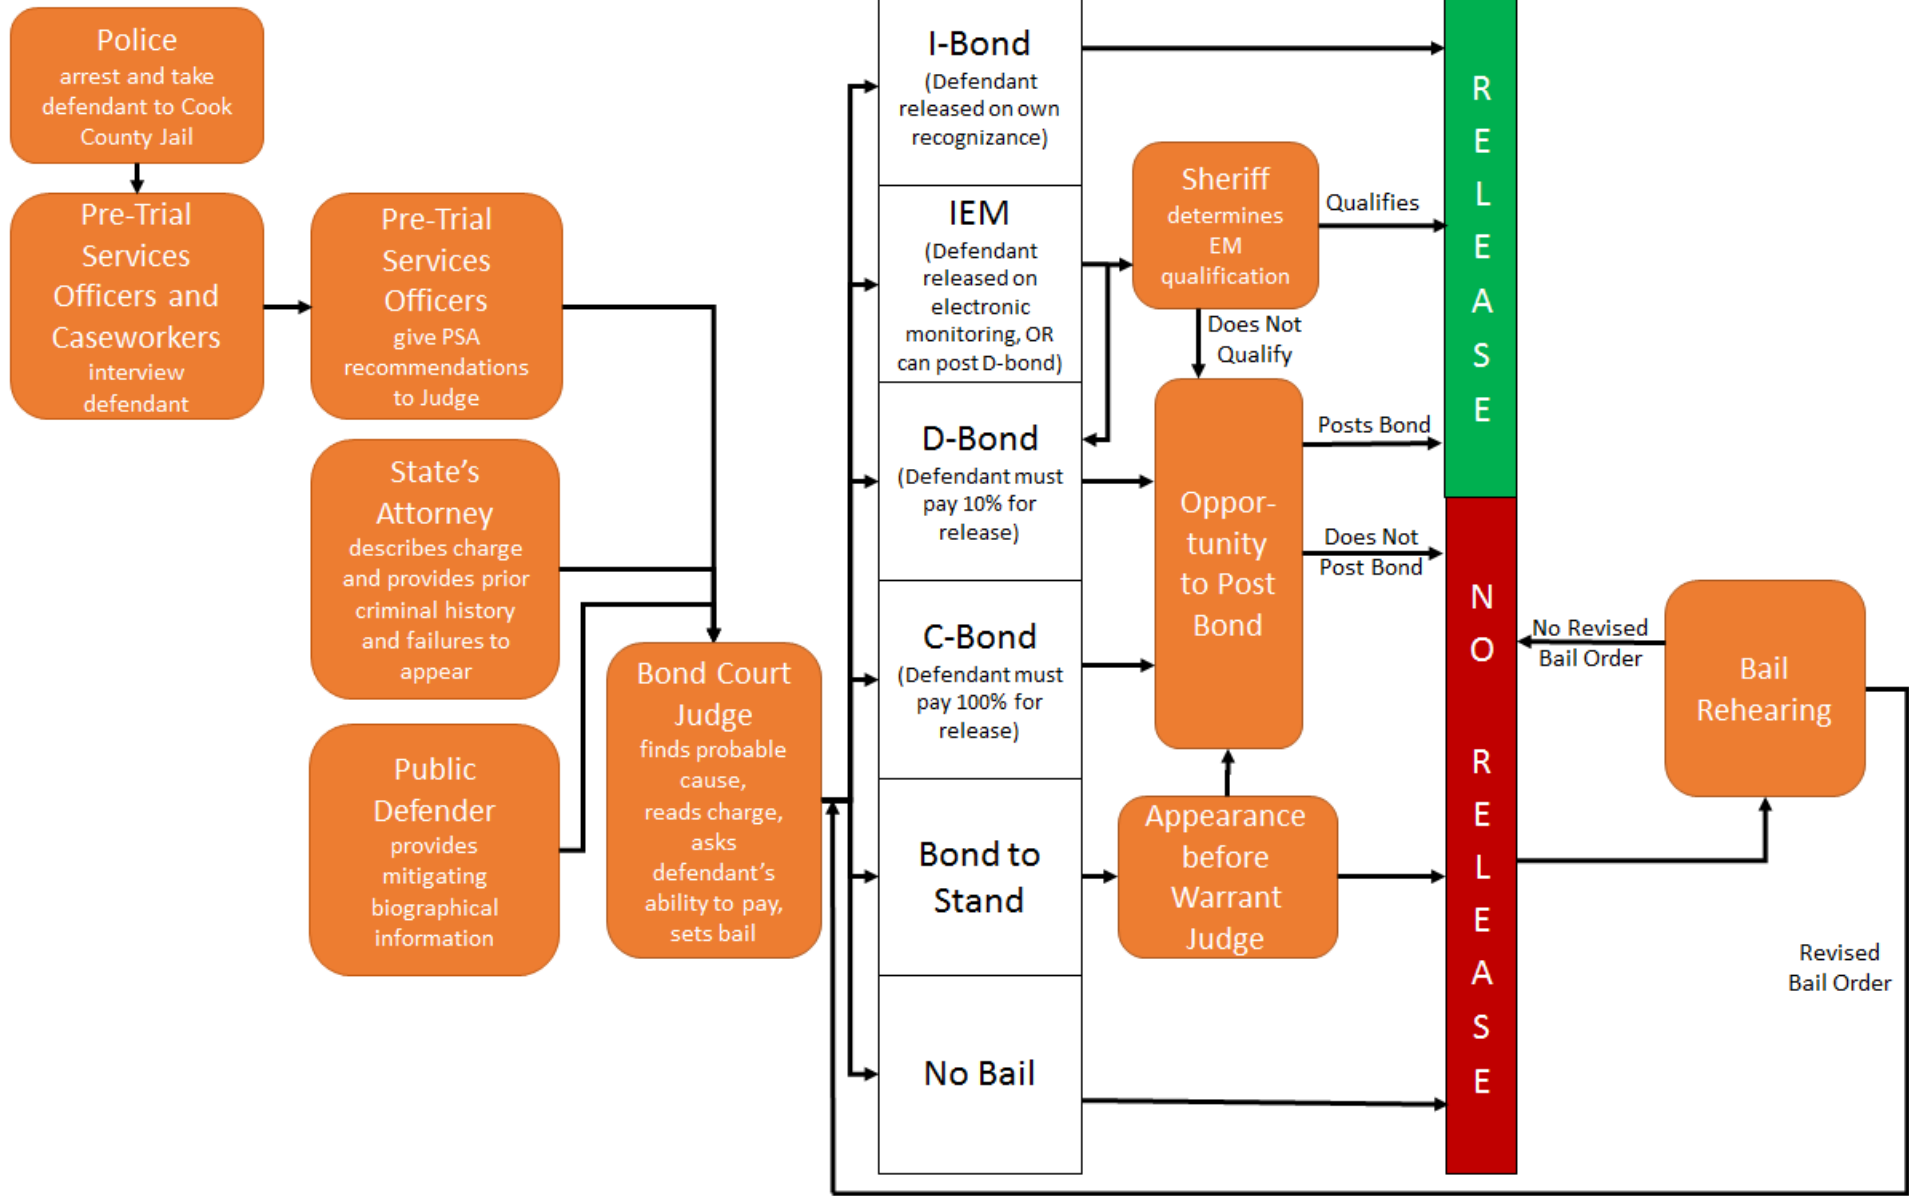 Police
arrest and take
defendant to Cook
County Jail
Pre-Trial
Services
Officers and
Caseworkers
interview
defendant
Pre-Trial
Services
Officers
give PSA
recommendations
to Judge
State's
Attorney
describes charge
and provides prior
criminal history
and failures to
appear
Public
Defender
provides
mitigating
biographical
information
Bond Court
Judge
finds probable
cause,
reads charge,
asks
defendant's
ability to pay,
sets bail
I-Bond
(Defendant
released on own
recognizance)
IEM
(Defendant
released on
electronic
monitoring, OR
can post D-bond)
D-Bond
(Defendant must
pay 10% for
release)
C-Bond
(Defendant must
pay 100% for
release)
Bond to
Stand
No Bail
Sheriff
determines
EM
qualification
Qualifies
Does Not
Qualify
Oppor-
tunity
to Post
Bond
Posts Bond
Does Not
Post Bond
Appearance
before
Warrant
Judge
RELEASE
NO RELEASE
No Revised
Bail Order
Bail
Rehearing
Revised
Bail Order